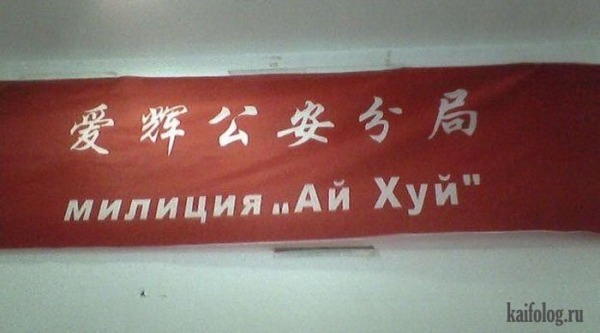 爱辉公安分局
милиция „Ай Хуй"
kaifolog.ru